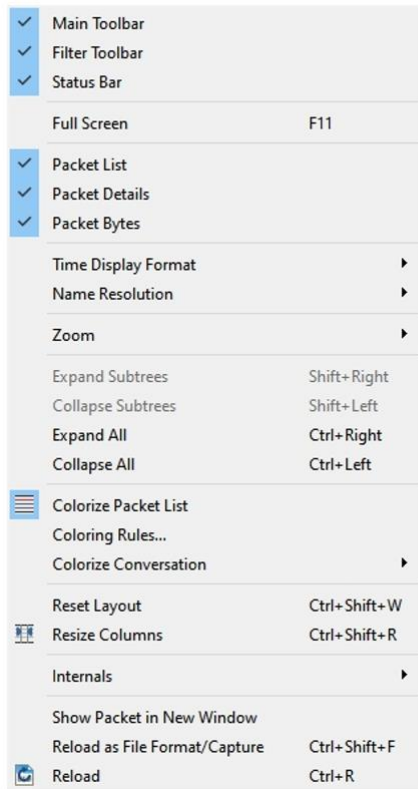 Main Toolbar
Filter Toolbar
Status Bar
Full Screen F11
Packet List
Packet Details
Packet Bytes
Time Display Format
Name Resolution
Zoom
Expand Subtrees Shift+Right
Collapse Subtrees Shift+Left
Expand All Ctrl+Right
Collapse All Ctrl+Left
Colorize Packet List
Coloring Rules...
Colorize Conversation
Reset Layout Ctrl+Shift+W
Resize Columns Ctrl+Shift+R
Internals
Show Packet in New Window
Reload as File Format/Capture Ctrl+Shift+F
Reload Ctrl+R